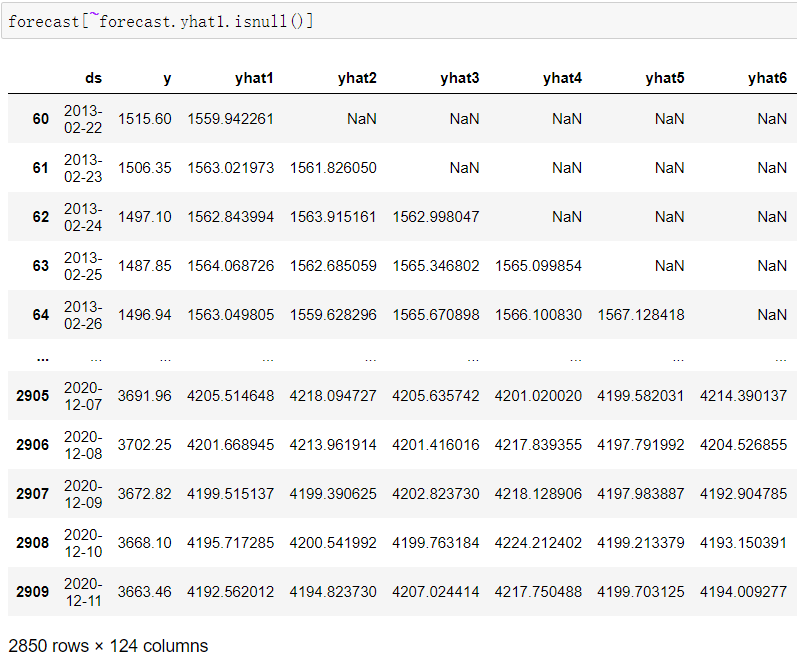 forecast[~forecast.yhat1.isnull()]
ds y yhat1 yhat2 yhat3 yhat4 yhat5 yhat6
60 2013-02-22 1515.60 1559.942261 NaN NaN NaN NaN NaN
61 2013-02-23 1506.35 1563.021973 1561.826050 NaN NaN NaN NaN
62 2013-02-24 1497.10 1562.843994 1563.915161 1562.998047 NaN NaN NaN
63 2013-02-25 1487.85 1564.068726 1562.685059 1565.346802 1565.099854 NaN NaN
64 2013-02-26 1496.94 1563.049805 1559.628296 1565.670898 1566.100830 1567.128418 NaN
... ... ... ... ... ... ... ... ...
2905 2020-12-07 3691.96 4205.514648 4218.094727 4205.635742 4201.020020 4199.582031 4214.390137
2906 2020-12-08 3702.25 4201.668945 4213.961914 4201.416016 4217.839355 4197.791992 4204.526855
2907 2020-12-09 3672.82 4199.515137 4199.390625 4202.823730 4218.128906 4197.983887 4192.904785
2908 2020-12-10 3668.10 4195.717285 4200.541992 4199.763184 4224.212402 4199.213379 4193.150391
2909 2020-12-11 3663.46 4192.562012 4194.823730 4207.024414 4217.750488 4199.703125 4194.009277
2850 rows × 124 columns